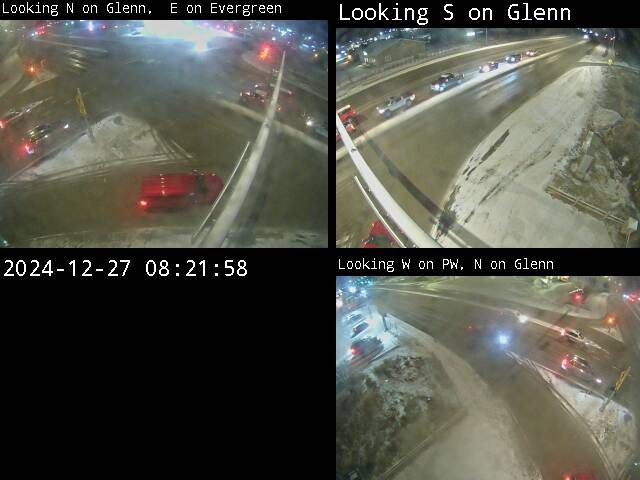 Looking N on Glenn,  E on Evergreen
Looking S on Glenn
2024-12-27 08:21:58
Looking W on PW, N on Glenn